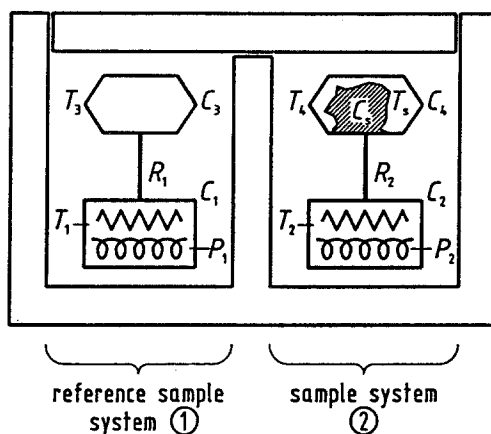 T₃ C₃ T₄ Cₛ Tₛ C₄
R₁ R₂
C₁ C₂
T₁ T₂
P₁ P₂
reference sample sample system
system ① ②